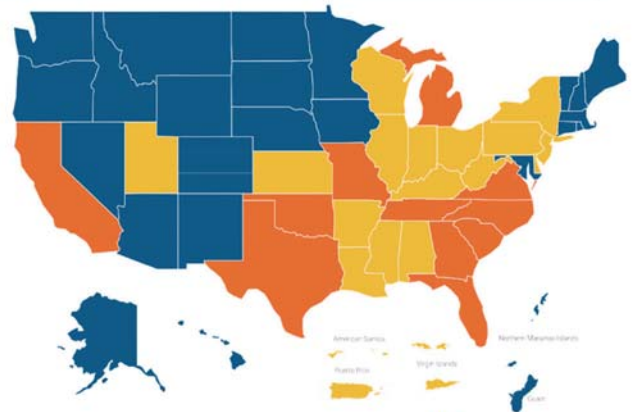 American Samoa
Northern Mariana Islands
Puerto Rico
Virgin Islands
Guam